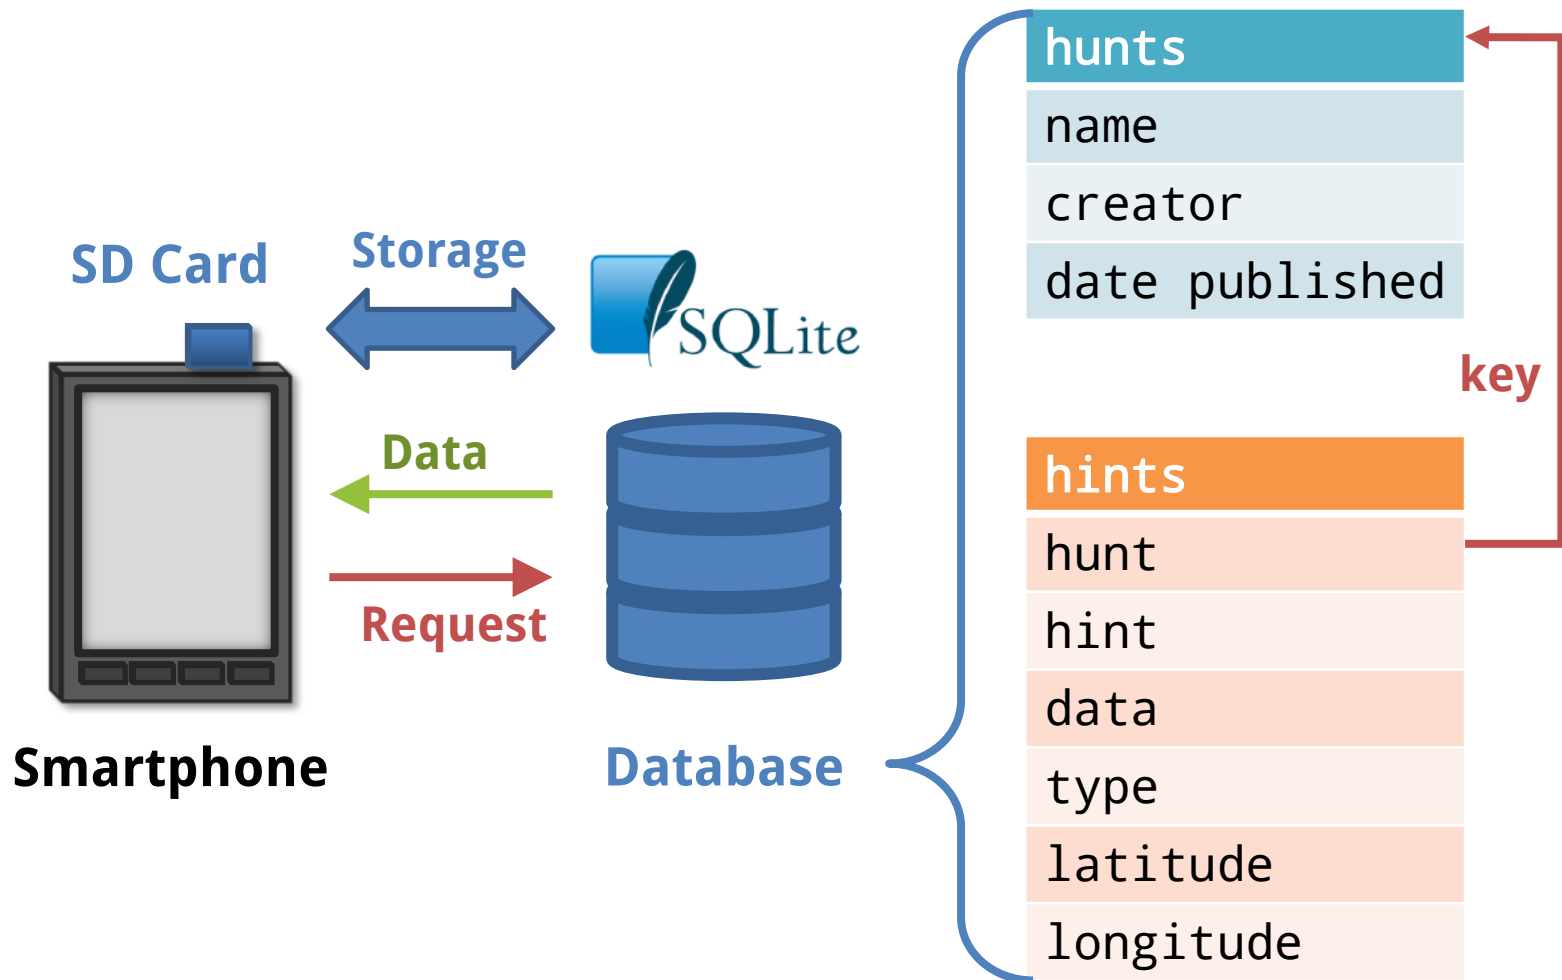 SD Card
Storage
SQLite
Data
Request
Smartphone
Database
hunts
name
creator
date published
key
hints
hunt
hint
data
type
latitude
longitude